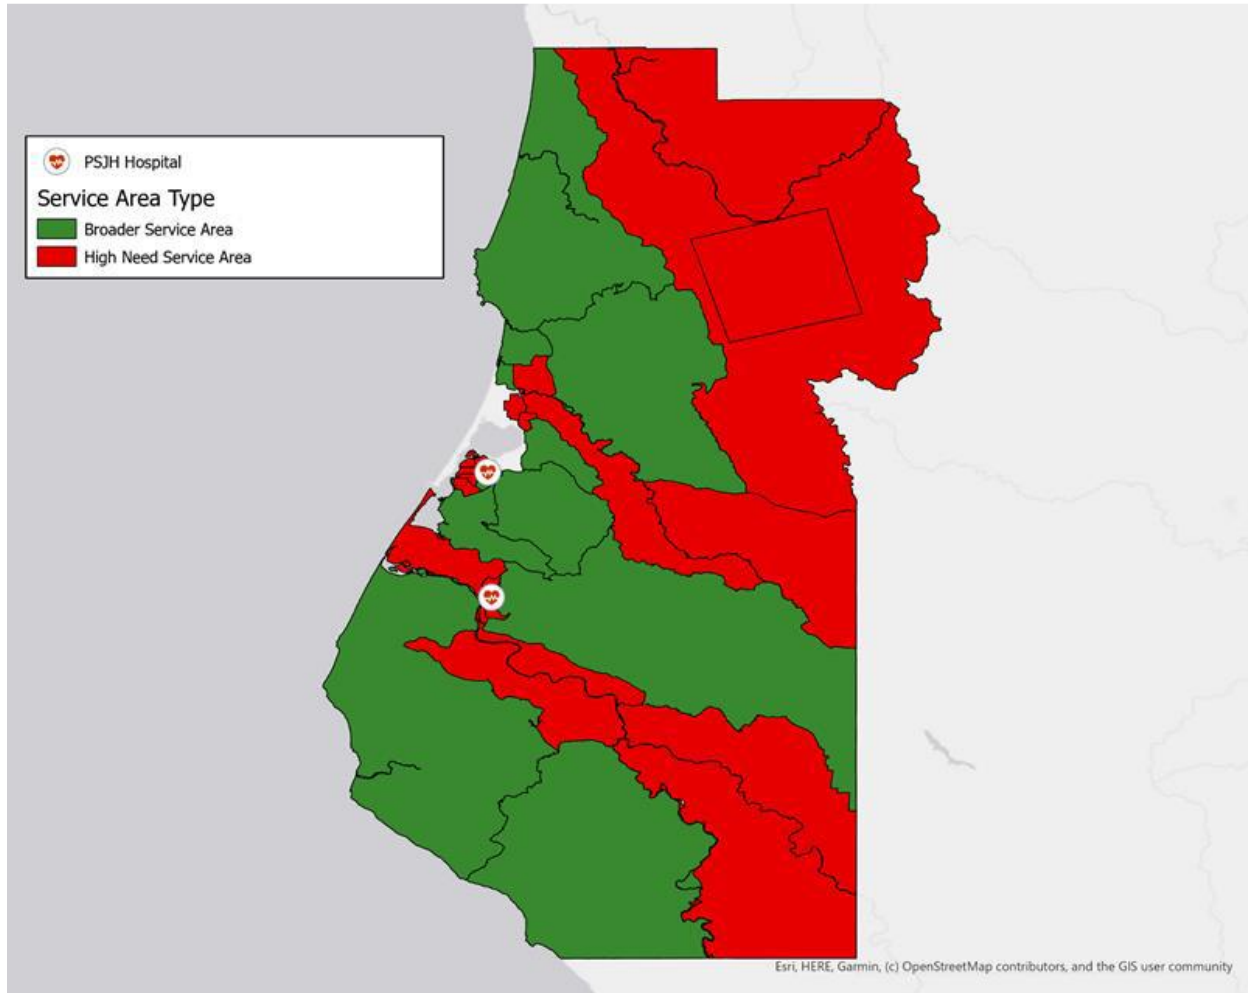 PSJH Hospital
Service Area Type
Broader Service Area
High Need Service Area
Esri, HERE, Garmin, (c) OpenStreetMap contributors, and the GIS user community